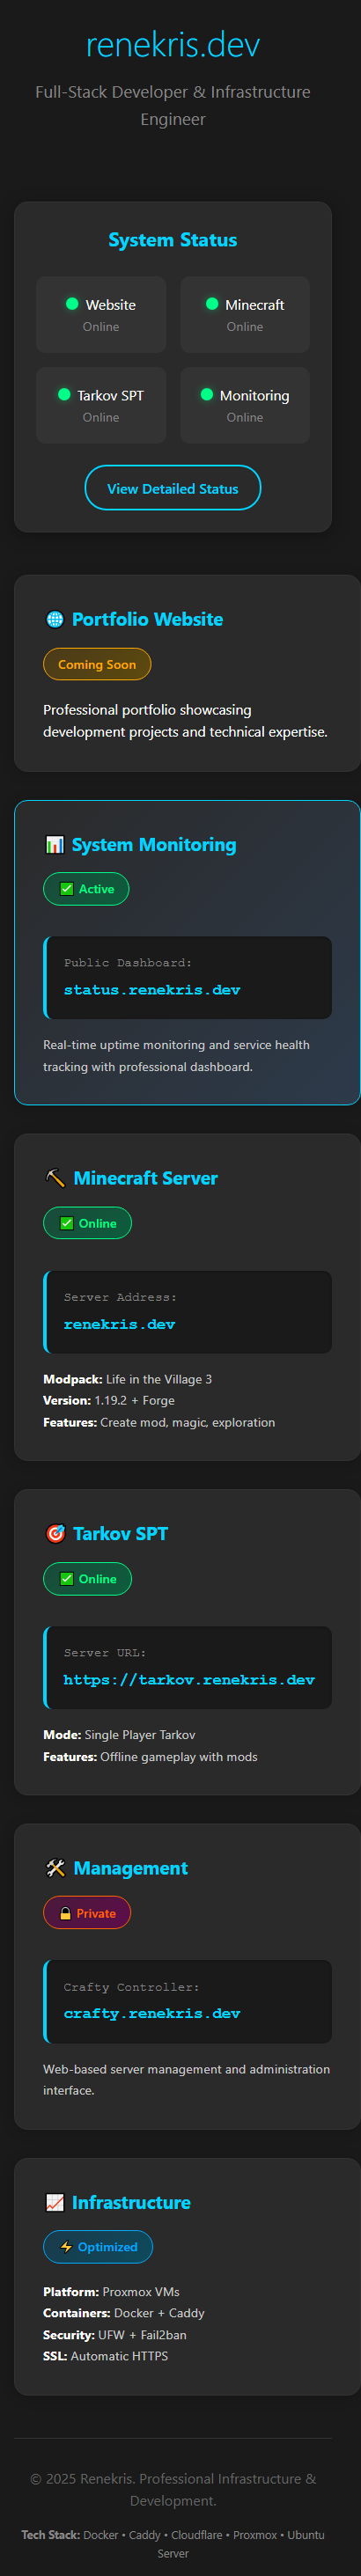 renekris.dev
Full-Stack Developer & Infrastructure
Engineer
System Status
Website
Online
Minecraft
Online
Tarkov SPT
Online
Monitoring
Online
View Detailed Status
🌐 Portfolio Website
Coming Soon
Professional portfolio showcasing
development projects and technical expertise.
📊 System Monitoring
✅ Active
Public Dashboard:
status.renekris.dev
Real-time uptime monitoring and service health
tracking with professional dashboard.
⛏️ Minecraft Server
✅ Online
Server Address:
renekris.dev
Modpack: Life in the Village 3
Version: 1.19.2 + Forge
Features: Create mod, magic, exploration
🎯 Tarkov SPT
✅ Online
Server URL:
https://tarkov.renekris.dev
Mode: Single Player Tarkov
Features: Offline gameplay with mods
🛠️ Management
🔒 Private
Crafty Controller:
crafty.renekris.dev
Web-based server management and administration
interface.
📈 Infrastructure
⚡ Optimized
Platform: Proxmox VMs
Containers: Docker + Caddy
Security: UFW + Fail2ban
SSL: Automatic HTTPS
© 2025 Renekris. Professional Infrastructure &
Development.
Tech Stack: Docker • Caddy • Cloudflare • Proxmox • Ubuntu
Server